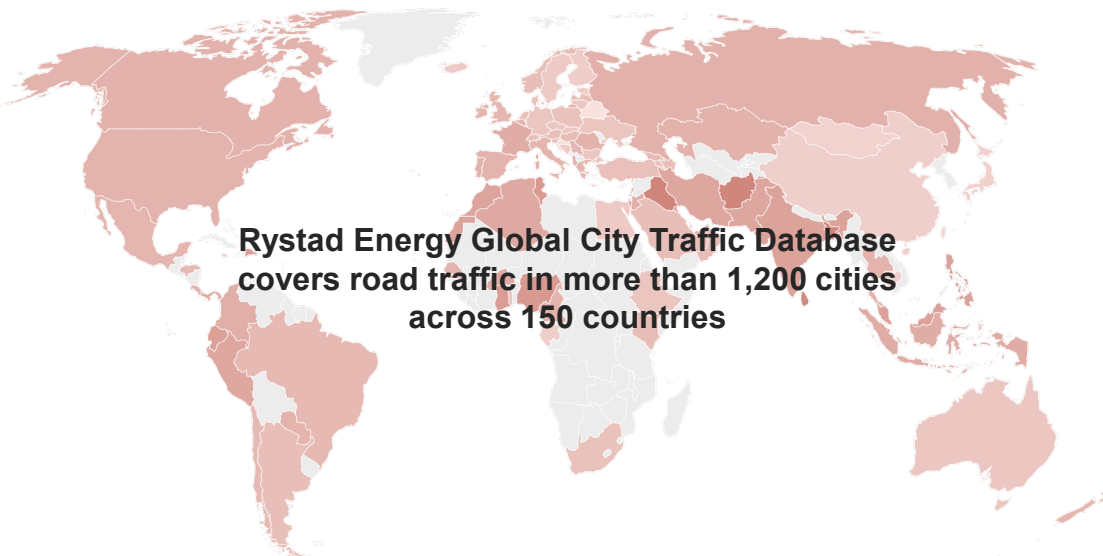 Rystad Energy Global City Traffic Database
covers road traffic in more than 1,200 cities
across 150 countries